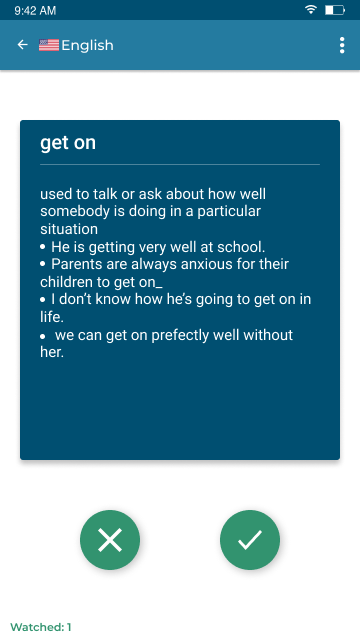 9:42 AM
English
get on
used to talk or ask about how well
somebody is doing in a particular
situation
• He is getting very well at school.
• Parents are always anxious for their
children to get on_
• I don't know how he's going to get on in
life.
• we can get on prefectly well without
her.
Watched: 1